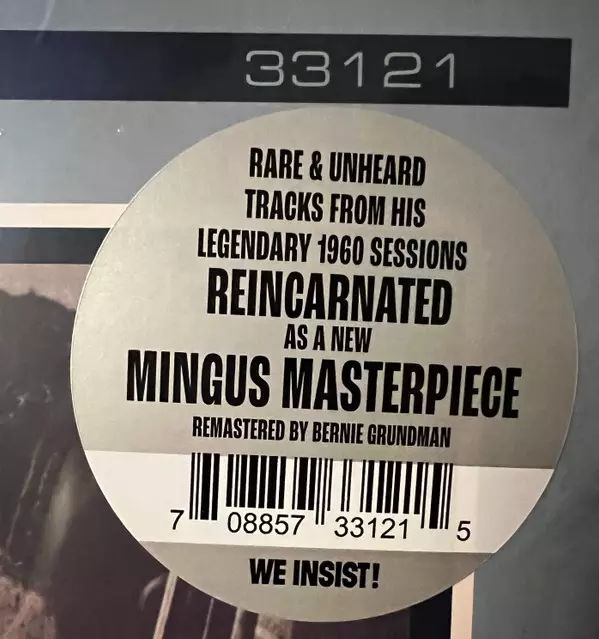 33121
RARE & UNHEARD
TRACKS FROM HIS
LEGENDARY 1960 SESSIONS
REINCARNATED
AS A NEW
MINGUS MASTERPIECE
REMASTERED BY BERNIE GRUNDMAN
7 08857 33121 5
WE INSIST!